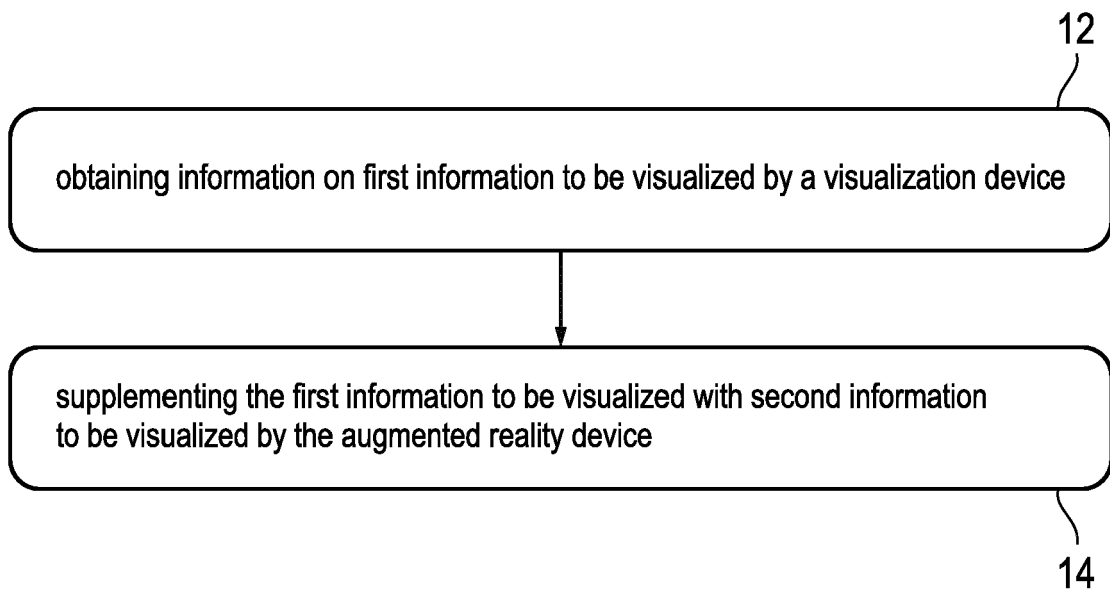 12
obtaining information on first information to be visualized by a visualization device
supplementing the first information to be visualized with second information
to be visualized by the augmented reality device
14